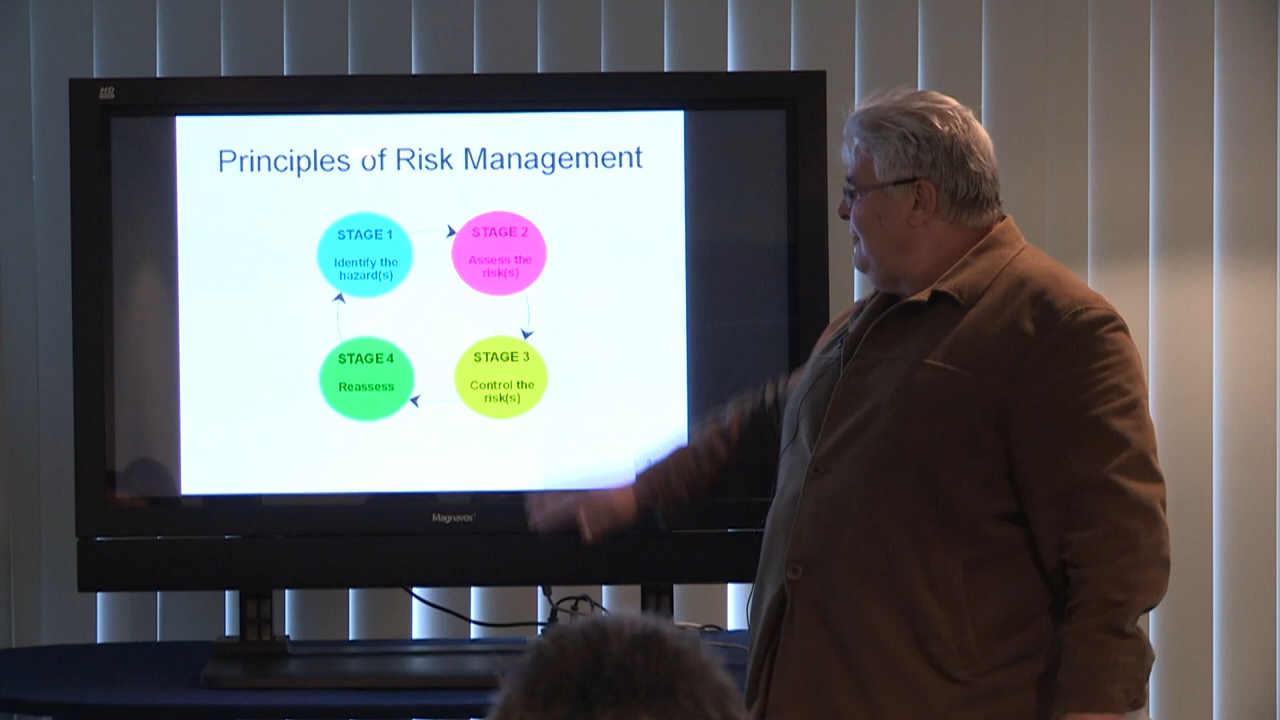 HD
Principles of Risk Management
STAGE 1
Identify the
hazard(s)
STAGE 2
Assess the
risk(s)
STAGE 3
Control the
risk(s)
STAGE 4
Reassess
Magnavox